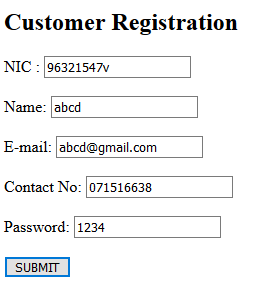 Customer Registration
NIC : 96321547v
Name: abcd
E-mail: abcd@gmail.com
Contact No: 071516638
Password: 1234
SUBMIT